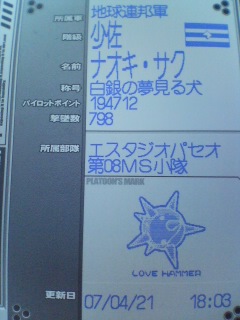 所属軍 地球連邦軍
階級 少佐
名前 ナオキ・サク
称号 白銀の夢見る犬
パイロットポイント 194712
撃墜数 798
所属部隊 エスタジオパセオ
第08MS小隊
PLATOON'S MARK
LOVE HAMMER
更新日 07/04/21 18:03